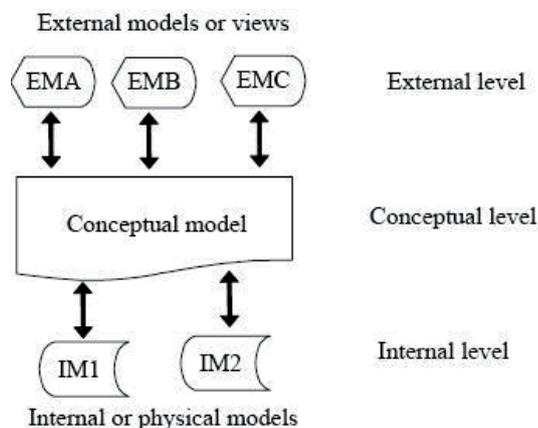 External models or views
EMA EMB EMC External level
Conceptual model Conceptual level
IM1 IM2 Internal level
Internal or physical models